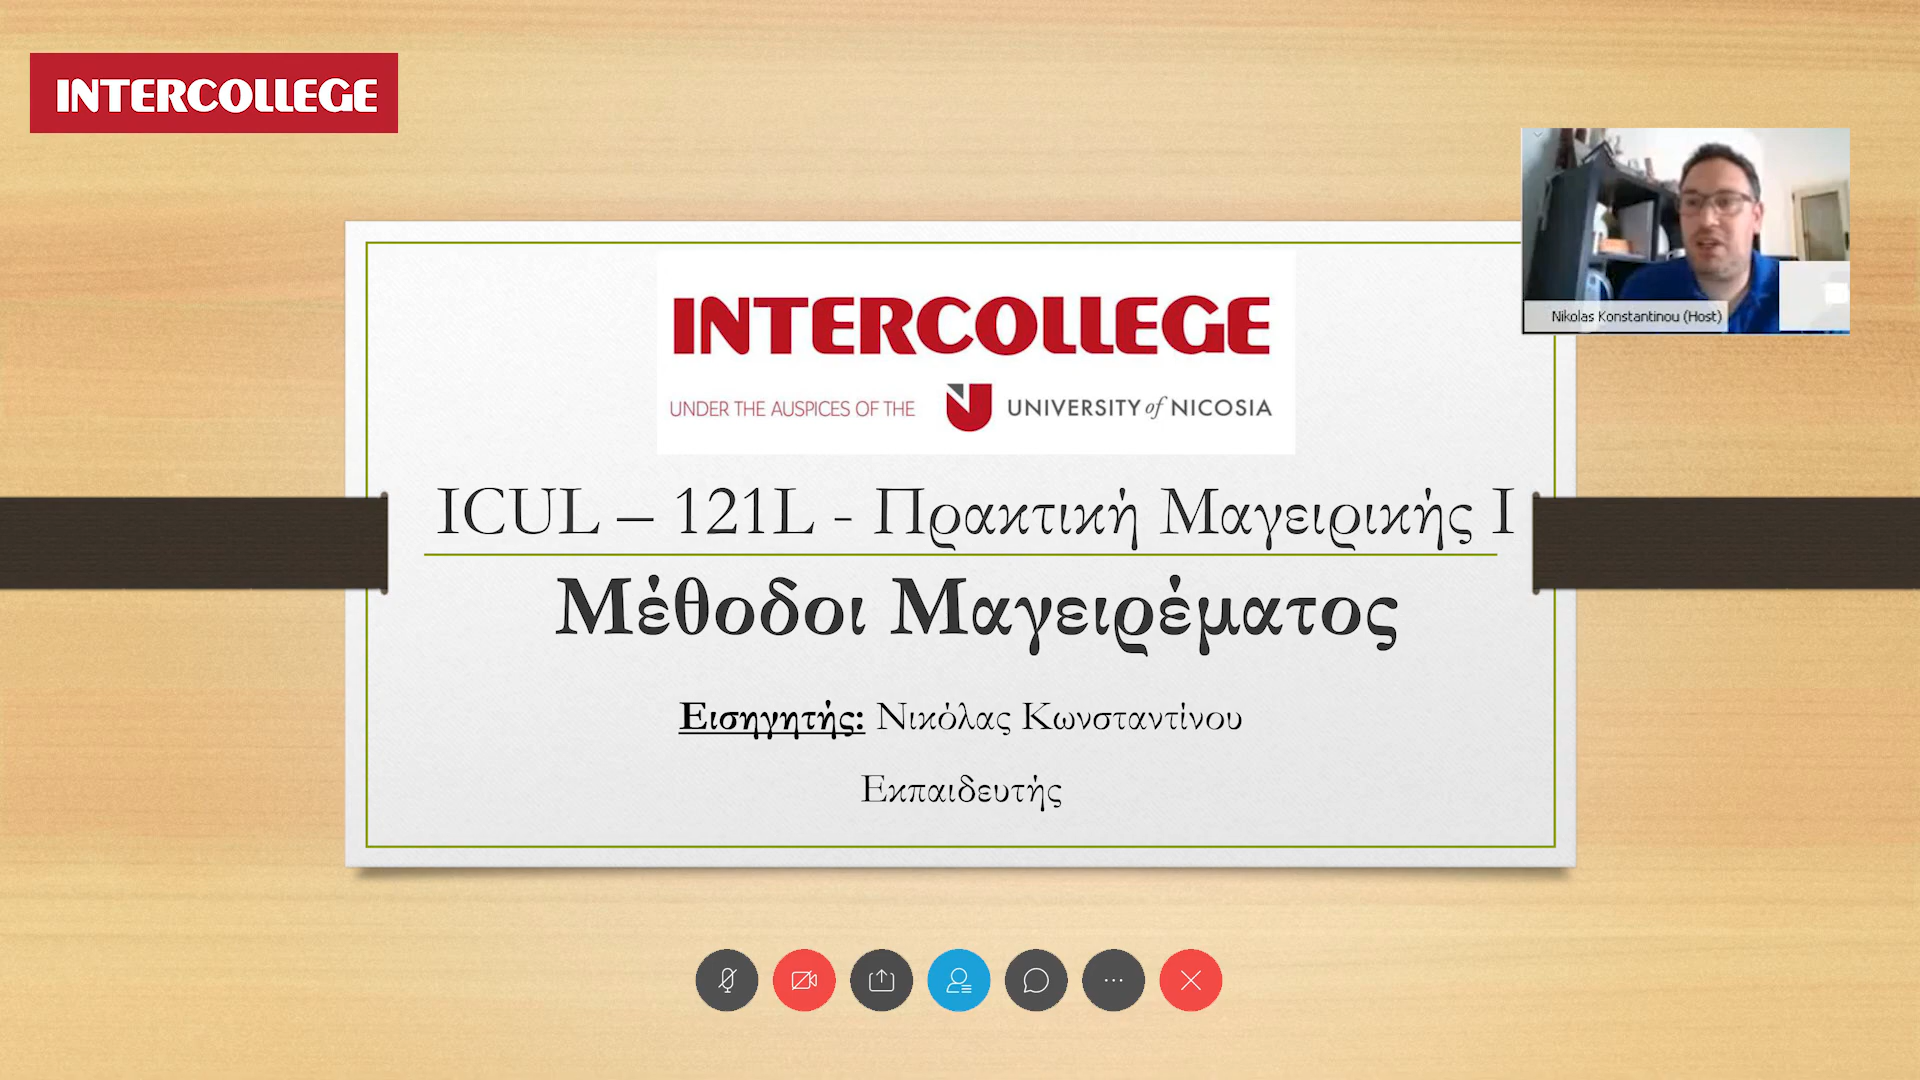 INTERCOLLEGE
Nikolas Konstantinou (Host)
INTERCOLLEGE
UNDER THE AUSPICES OF THE UNIVERSITY of NICOSIA
ICUL – 121L - Πρακτική Μαγειρικής Ι
Μέθοδοι Μαγειρέματος
Εισηγητής: Νικόλας Κωνσταντίνου
Εκπαιδευτής